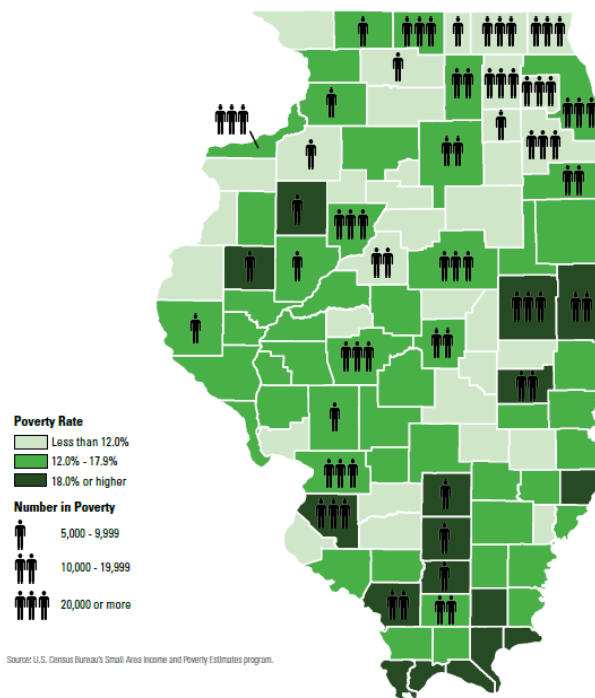 Poverty Rate
Less than 12.0%
12.0% - 17.9%
18.0% or higher
Number in Poverty
5,000 - 9,999
10,000 - 19,999
20,000 or more
Source: U.S. Census Bureau's Small Area Income and Poverty Estimates program.